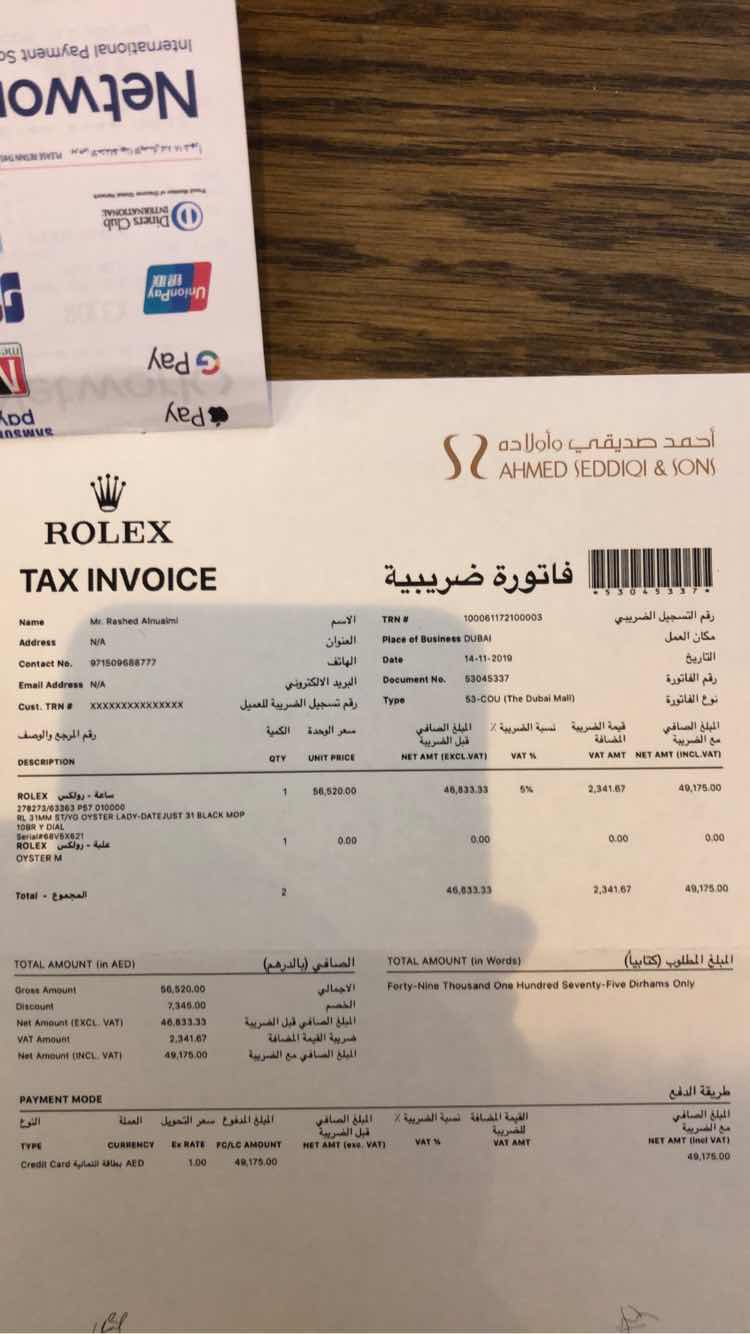 International Payment So
Networ
PLEASE RETAIN
Proud Member of Discover Global Network
Diners Club
INTERNATIONAL
UnionPay
银联
G Pay
SAMSUNG
pay
Pay
أحمد صديقي وأولاده
AHMED SEDDIQI & SONS
ROLEX
TAX INVOICE
فاتورة ضريبية
*53045337*
Name Mr. Rashed Alnuaimi الاسم
Address N/A العنوان
Contact No. 971509688777 الهاتف
Email Address N/A البريد الالكتروني
Cust. TRN # XXXXXXXXXXXXXXX رقم تسجيل الضريبة للعميل
TRN # 100061172100003 رقم التسجيل الضريبي
Place of Business DUBAI مكان العمل
Date 14-11-2019 التاريخ
Document No. 53045337 رقم الفاتورة
Type 53-COU (The Dubai Mall) نوع الفاتورة
رقم المرجع والوصف الكمية سعر الوحدة المبلغ الصافي نسبة الضريبة ٪ قيمة الضريبة المبلغ الصافي
قبل الضريبة المضافة مع الضريبة
DESCRIPTION QTY UNIT PRICE NET AMT (EXCL.VAT) VAT % VAT AMT NET AMT (INCL.VAT)
ROLEX ساعة - رولكس 1 56,520.00 46,833.33 5% 2,341.67 49,175.00
278273/63363 P57 010000
RL 31MM ST/YG OYSTER LADY-DATEJUST 31 BLACK MOP
10BR Y DIAL
Serial#68V5X621
ROLEX علبة - رولكس 1 0.00 0.00 0.00 0.00
OYSTER M
Total - المجموع 2 46,833.33 2,341.67 49,175.00
TOTAL AMOUNT (in AED) الصافي (بالدرهم)
Gross Amount 56,520.00 الاجمالي
Discount 7,345.00 الخصم
Net Amount (EXCL. VAT) 46,833.33 المبلغ الصافي قبل الضريبة
VAT Amount 2,341.67 ضريبة القيمة المضافة
Net Amount (INCL. VAT) 49,175.00 المبلغ الصافي مع الضريبة
TOTAL AMOUNT (in Words) المبلغ المطلوب (كتابياً)
Forty-Nine Thousand One Hundred Seventy-Five Dirhams Only
PAYMENT MODE طريقة الدفع
النوع العملة سعر التحويل المبلغ المدفوع المبلغ الصافي نسبة الضريبة ٪ القيمة المضافة المبلغ الصافي
قبل الضريبة للضريبة مع الضريبة
TYPE CURRENCY Ex RATE FC/LC AMOUNT NET AMT (exc. VAT) VAT % VAT AMT NET AMT (incl VAT)
Credit Card بطاقة ائتمانية AED 1.00 49,175.00 49,175.00